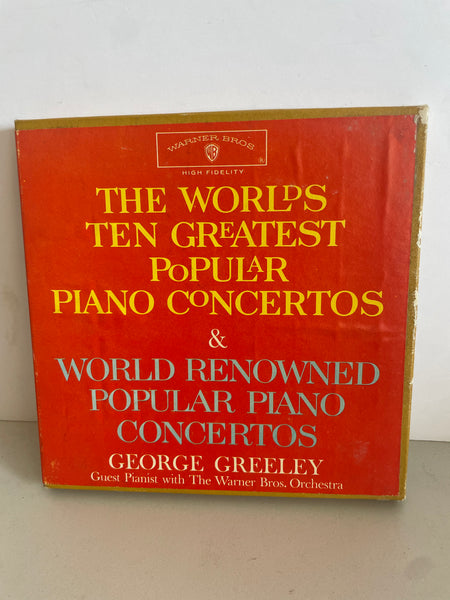 WARNER BROS
WB
®
HIGH FIDELITY
THE WORLDS
TEN GREATEST
POPULAR
PIANO CONCERTOS
&
WORLD RENOWNED
POPULAR PIANO
CONCERTOS
GEORGE GREELEY
Guest Pianist with The Warner Bros. Orchestra